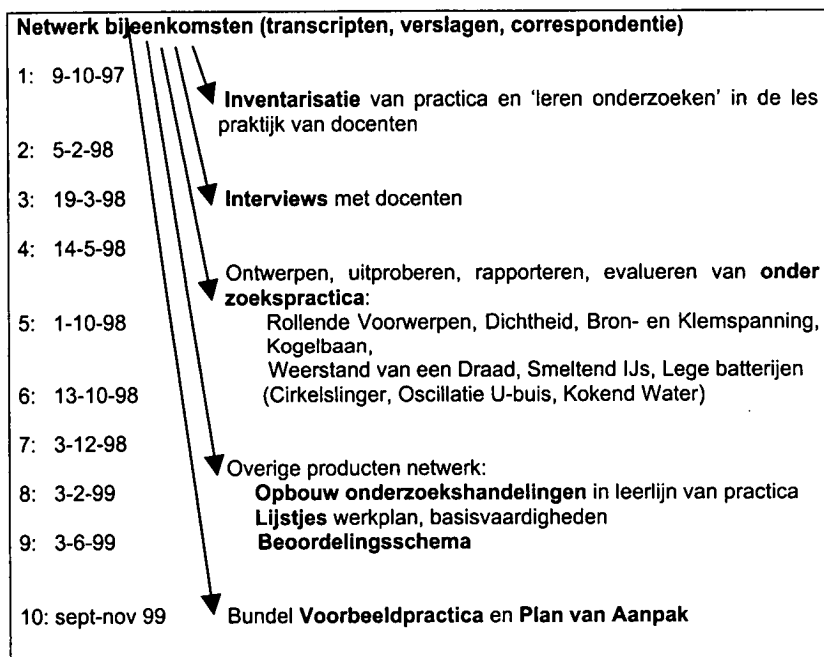 Netwerk bijeenkomsten (transcripten, verslagen, correspondentie)
1: 9-10-97
Inventarisatie van practica en 'leren onderzoeken' in de les
praktijk van docenten
2: 5-2-98
3: 19-3-98
Interviews met docenten
4: 14-5-98
Ontwerpen, uitproberen, rapporteren, evalueren van onder
zoekspractica:
5: 1-10-98
Rollende Voorwerpen, Dichtheid, Bron- en Klemspanning,
Kogelbaan,
Weerstand van een Draad, Smeltend IJs, Lege batterijen
6: 13-10-98
(Cirkelslinger, Oscillatie U-buis, Kokend Water)
7: 3-12-98
Overige producten netwerk:
8: 3-2-99
Opbouw onderzoekshandelingen in leerlijn van practica
Lijstjes werkplan, basisvaardigheden
9: 3-6-99
Beoordelingsschema
10: sept-nov 99
Bundel Voorbeeldpractica en Plan van Aanpak